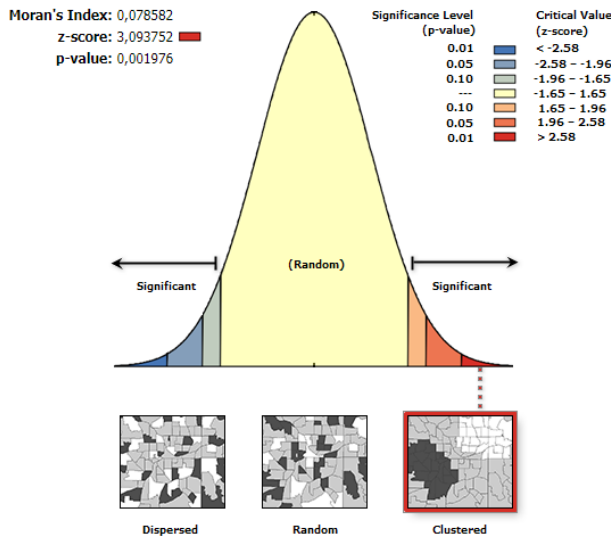 Moran's Index: 0,078582
z-score: 3,093752
p-value: 0,001976
Significance Level
(p-value)
Critical Value
(z-score)
0.01 < -2.58
0.05 -2.58 – -1.96
0.10 -1.96 – -1.65
--- -1.65 – 1.65
0.10 1.65 – 1.96
0.05 1.96 – 2.58
0.01 > 2.58
(Random)
Significant
Significant
Dispersed
Random
Clustered